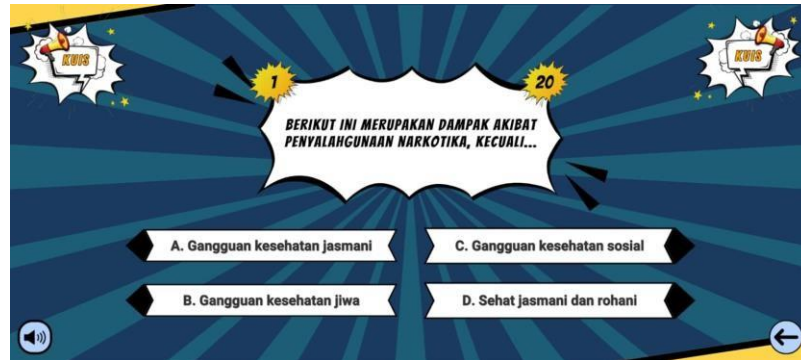 KUIS
KUIS
1
20
BERIKUT INI MERUPAKAN DAMPAK AKIBAT
PENYALAHGUNAAN NARKOTIKA, KECUALI...
A. Gangguan kesehatan jasmani
C. Gangguan kesehatan sosial
B. Gangguan kesehatan jiwa
D. Sehat jasmani dan rohani